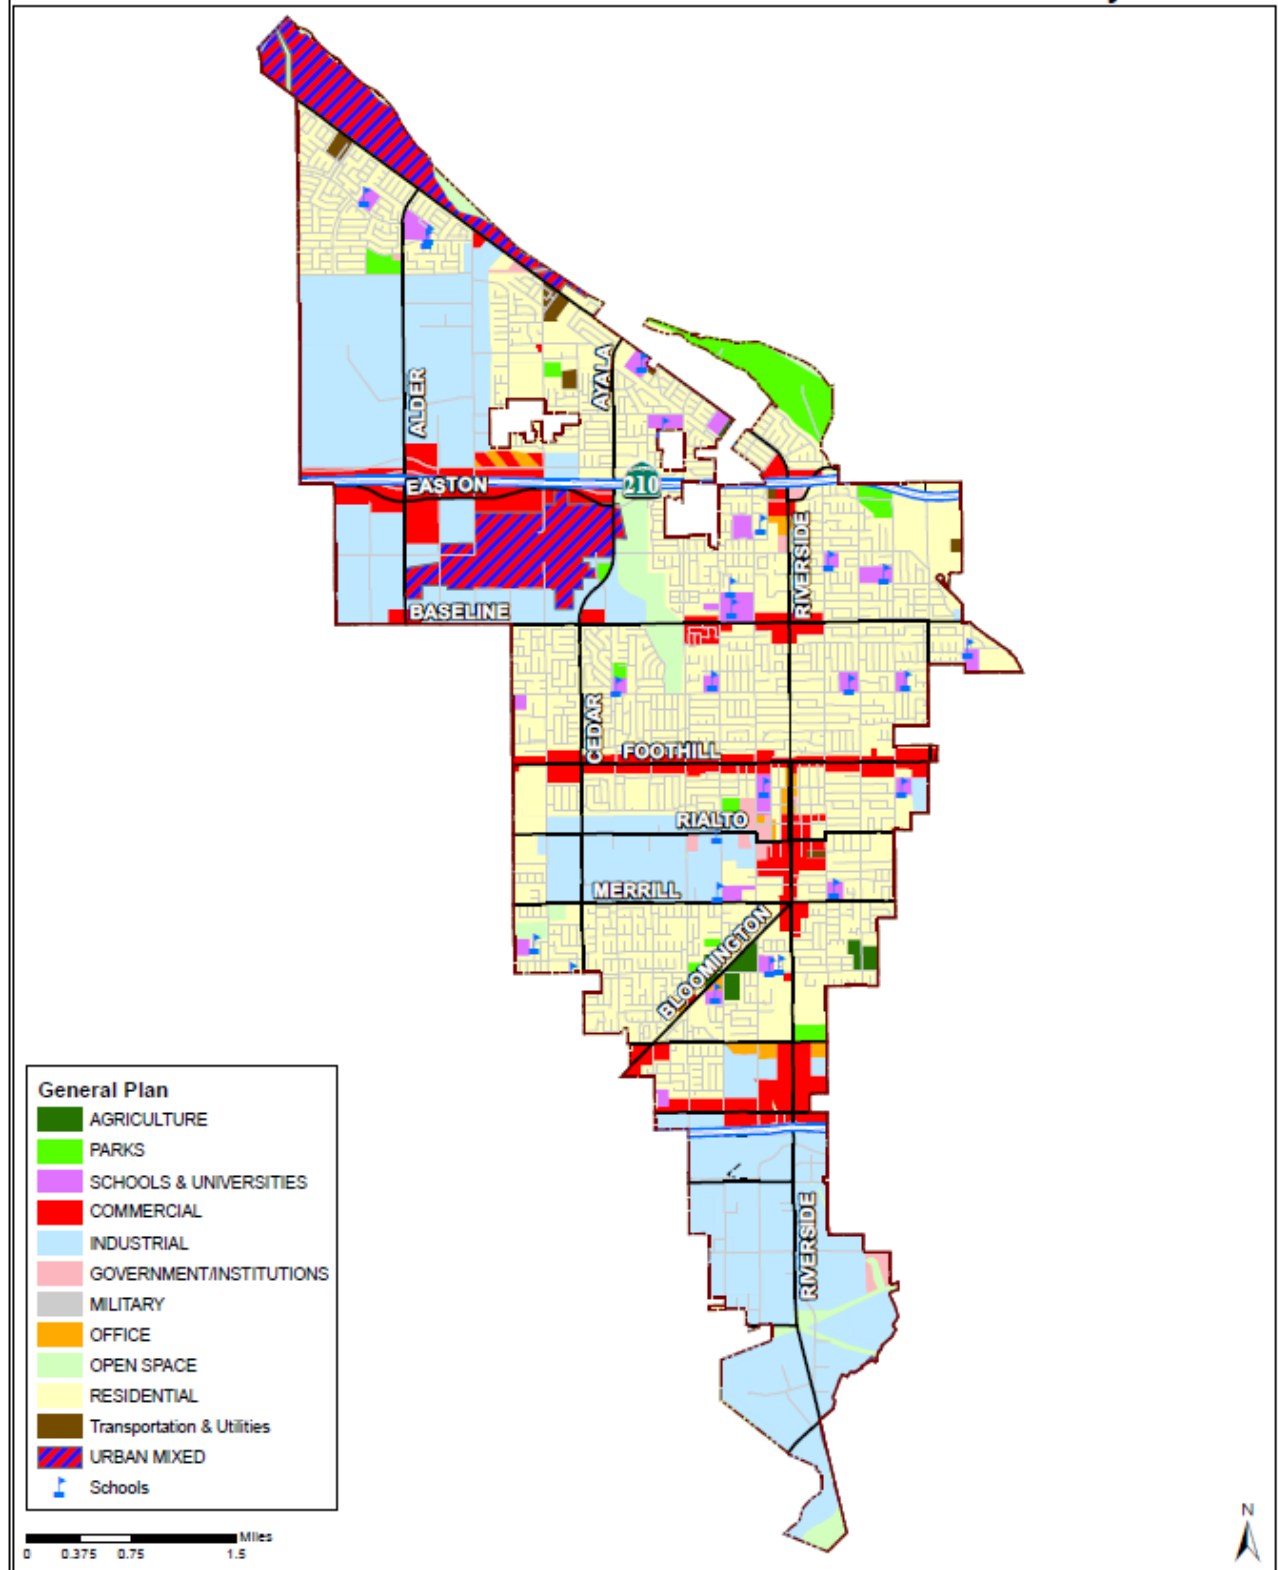 ALDER
AYALA
EASTON
210
RIVERSIDE
BASELINE
CEDAR
FOOTHILL
RIALTO
MERRILL
BLOOMINGTON
RIVERSIDE
General Plan
AGRICULTURE
PARKS
SCHOOLS & UNIVERSITIES
COMMERCIAL
INDUSTRIAL
GOVERNMENT/INSTITUTIONS
MILITARY
OFFICE
OPEN SPACE
RESIDENTIAL
Transportation & Utilities
URBAN MIXED
Schools
Miles
0 0.375 0.75 1.5
N